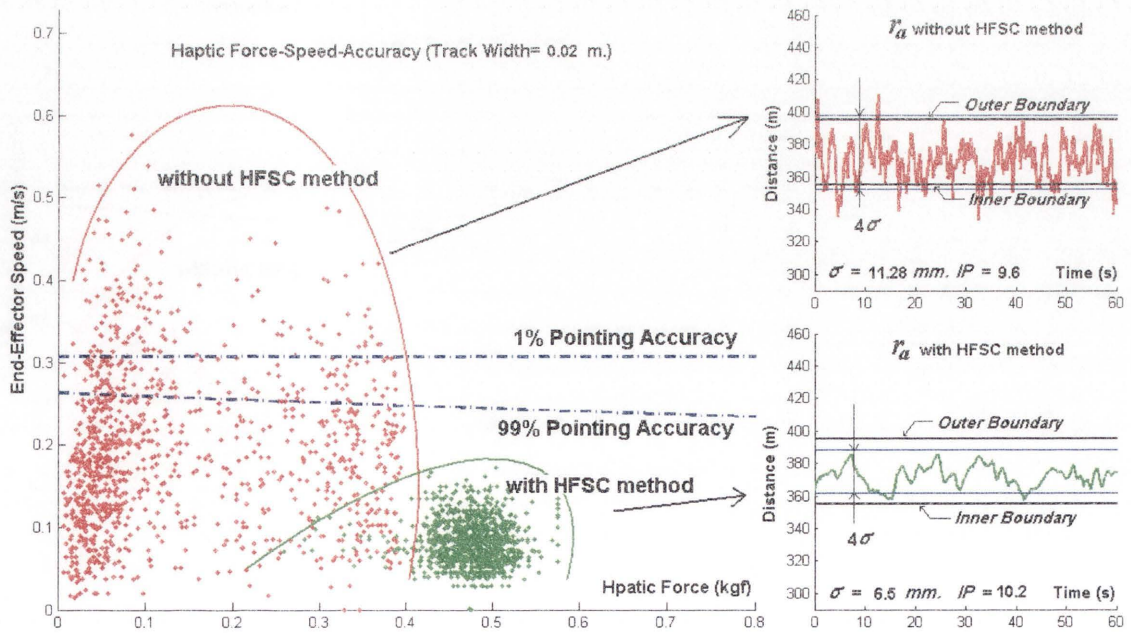 Haptic Force-Speed-Accuracy (Track Width= 0.02 m.)
End-Effector Speed (m/s)
0.7
0.6
0.5
0.4
0.3
0.2
0.1
0
without HFSC method
1% Pointing Accuracy
99% Pointing Accuracy
with HFSC method
Hpatic Force (kgf)
0 0.1 0.2 0.3 0.4 0.5 0.6 0.7 0.8
rₐ without HFSC method
Distance (m)
460
440
420
400
380
360
340
320
300
Outer Boundary
Inner Boundary
4σ
σ = 11.28 mm. IP = 9.6 Time (s)
0 10 20 30 40 50 60
rₐ with HFSC method
Distance (m)
460
440
420
400
380
360
340
320
300
Outer Boundary
Inner Boundary
4σ
σ = 6.5 mm. IP = 10.2 Time (s)
0 10 20 30 40 50 60